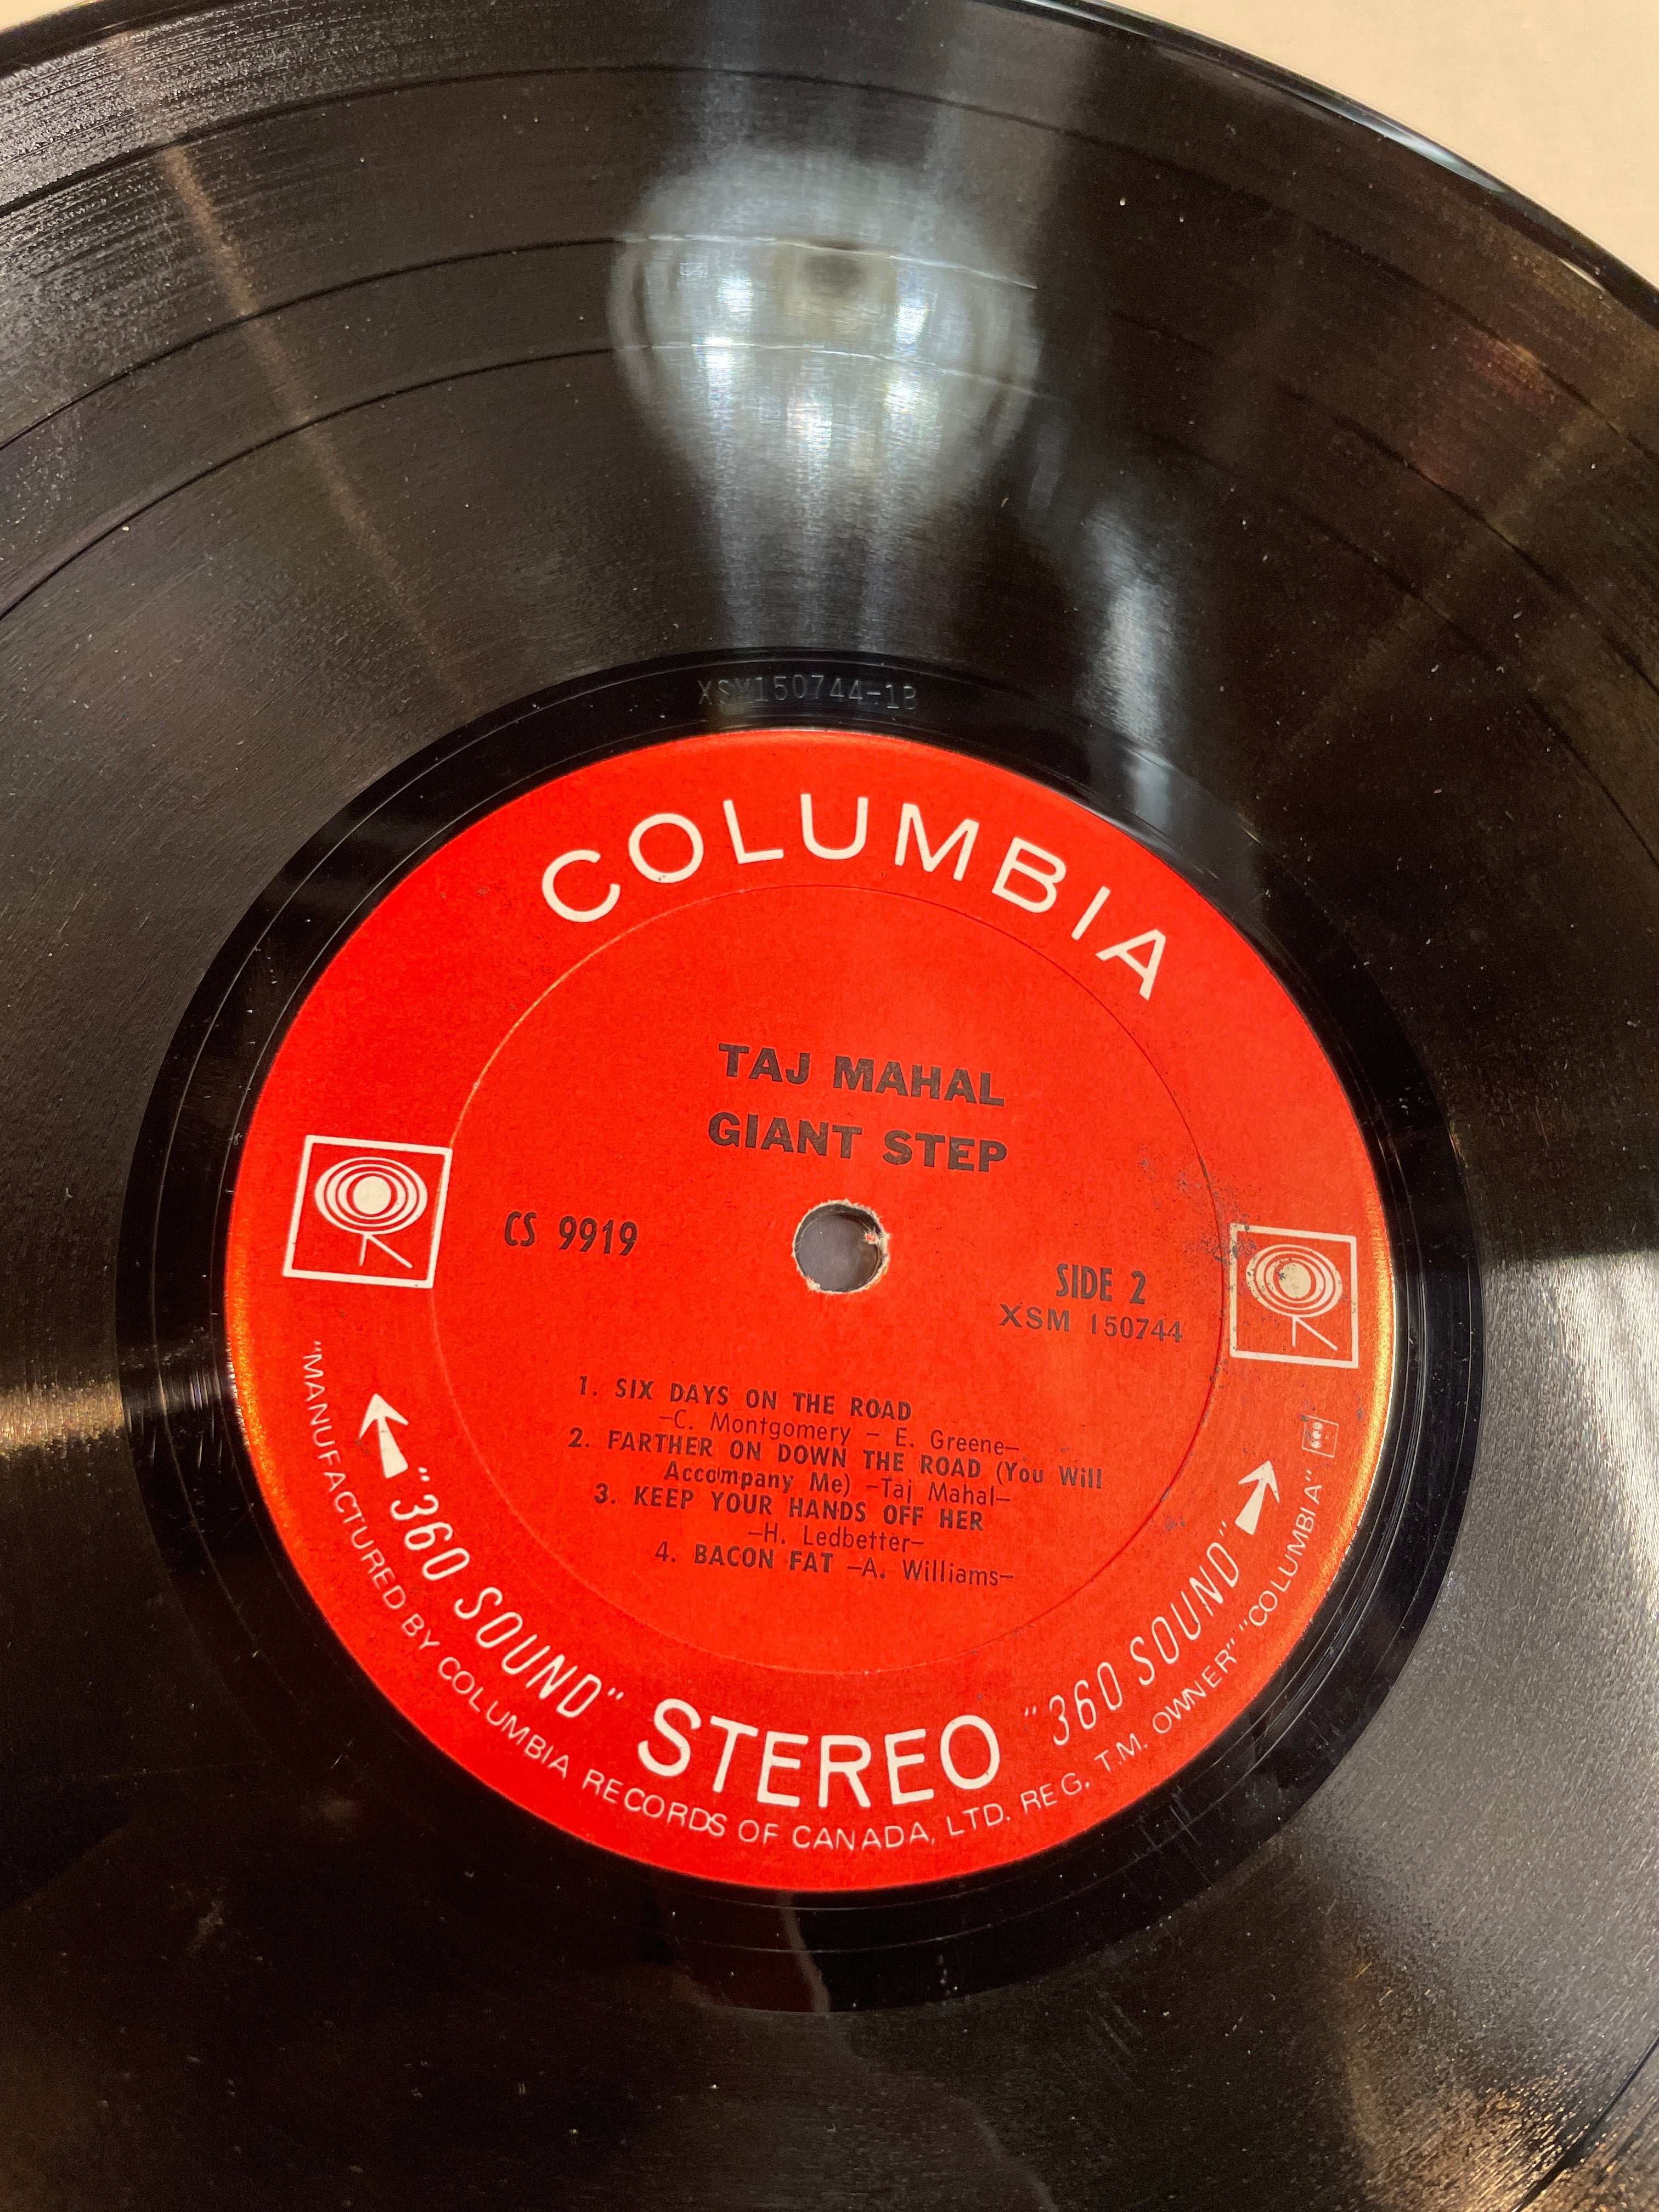 XSM150744-1B
COLUMBIA
TAJ MAHAL
GIANT STEP
CS 9919
SIDE 2
XSM 150744
1. SIX DAYS ON THE ROAD
—C. Montgomery — E. Greene—
2. FARTHER ON DOWN THE ROAD (You Will
Accompany Me) —Taj Mahal—
3. KEEP YOUR HANDS OFF HER
—H. Ledbetter—
4. BACON FAT —A. Williams—
"360 SOUND" STEREO "360 SOUND"
"MANUFACTURED BY COLUMBIA RECORDS OF CANADA, LTD. REG. T.M. OWNER" "COLUMBIA"